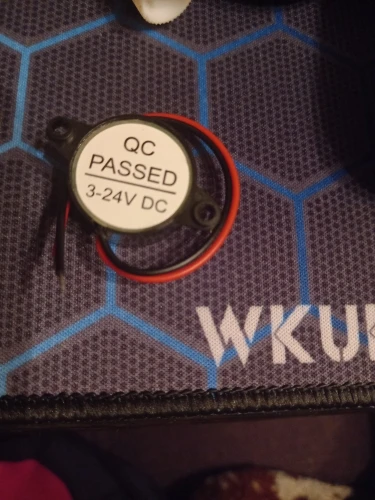 QC
PASSED
3-24V DC